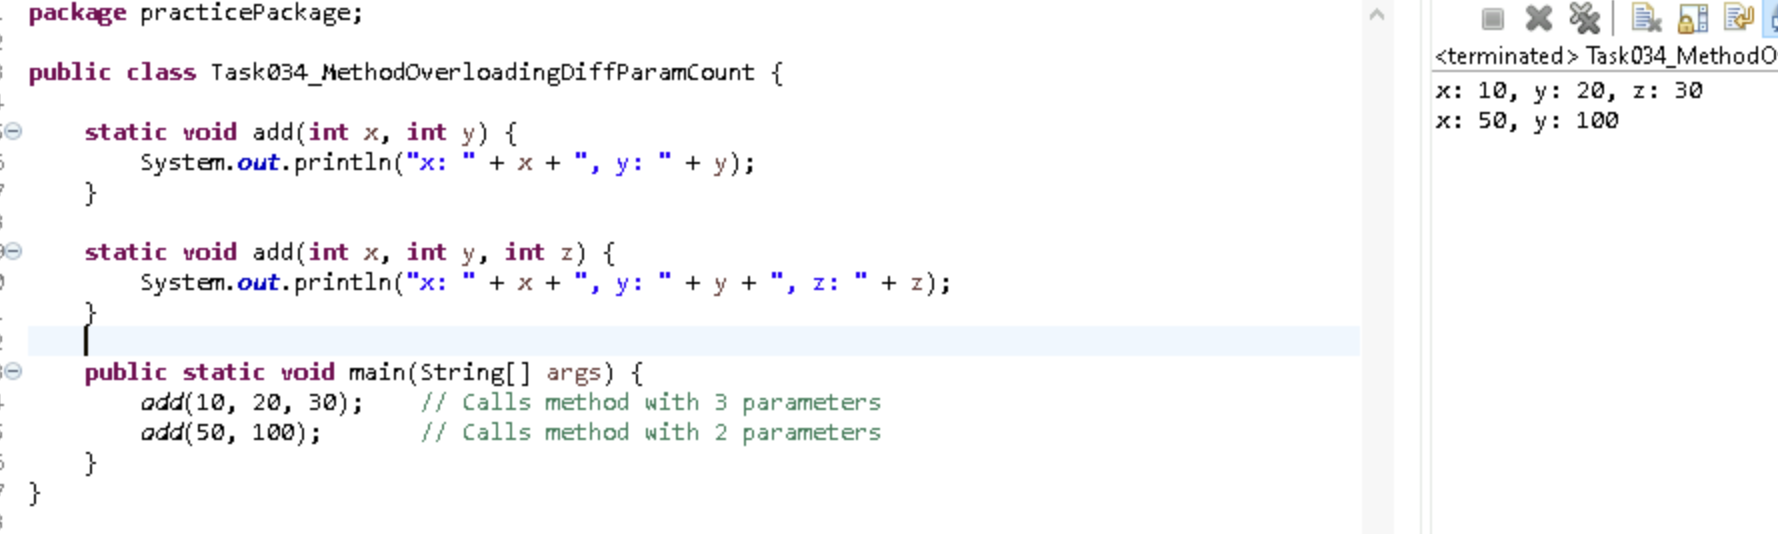 package practicePackage;
public class Task034_MethodOverloadingDiffParamCount {
static void add(int x, int y) {
System.out.println("x: " + x + ", y: " + y);
}
static void add(int x, int y, int z) {
System.out.println("x: " + x + ", y: " + y + ", z: " + z);
}
public static void main(String[] args) {
add(10, 20, 30);    // Calls method with 3 parameters
add(50, 100);       // Calls method with 2 parameters
}
}
<terminated> Task034_MethodO
x: 10, y: 20, z: 30
x: 50, y: 100